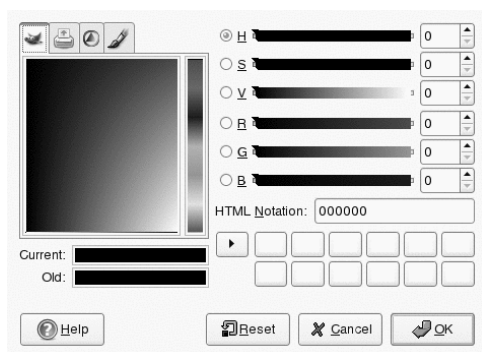 H 0
S 0
V 0
R 0
G 0
B 0
HTML Notation: 000000
Current:
Old:
Help Reset Cancel OK